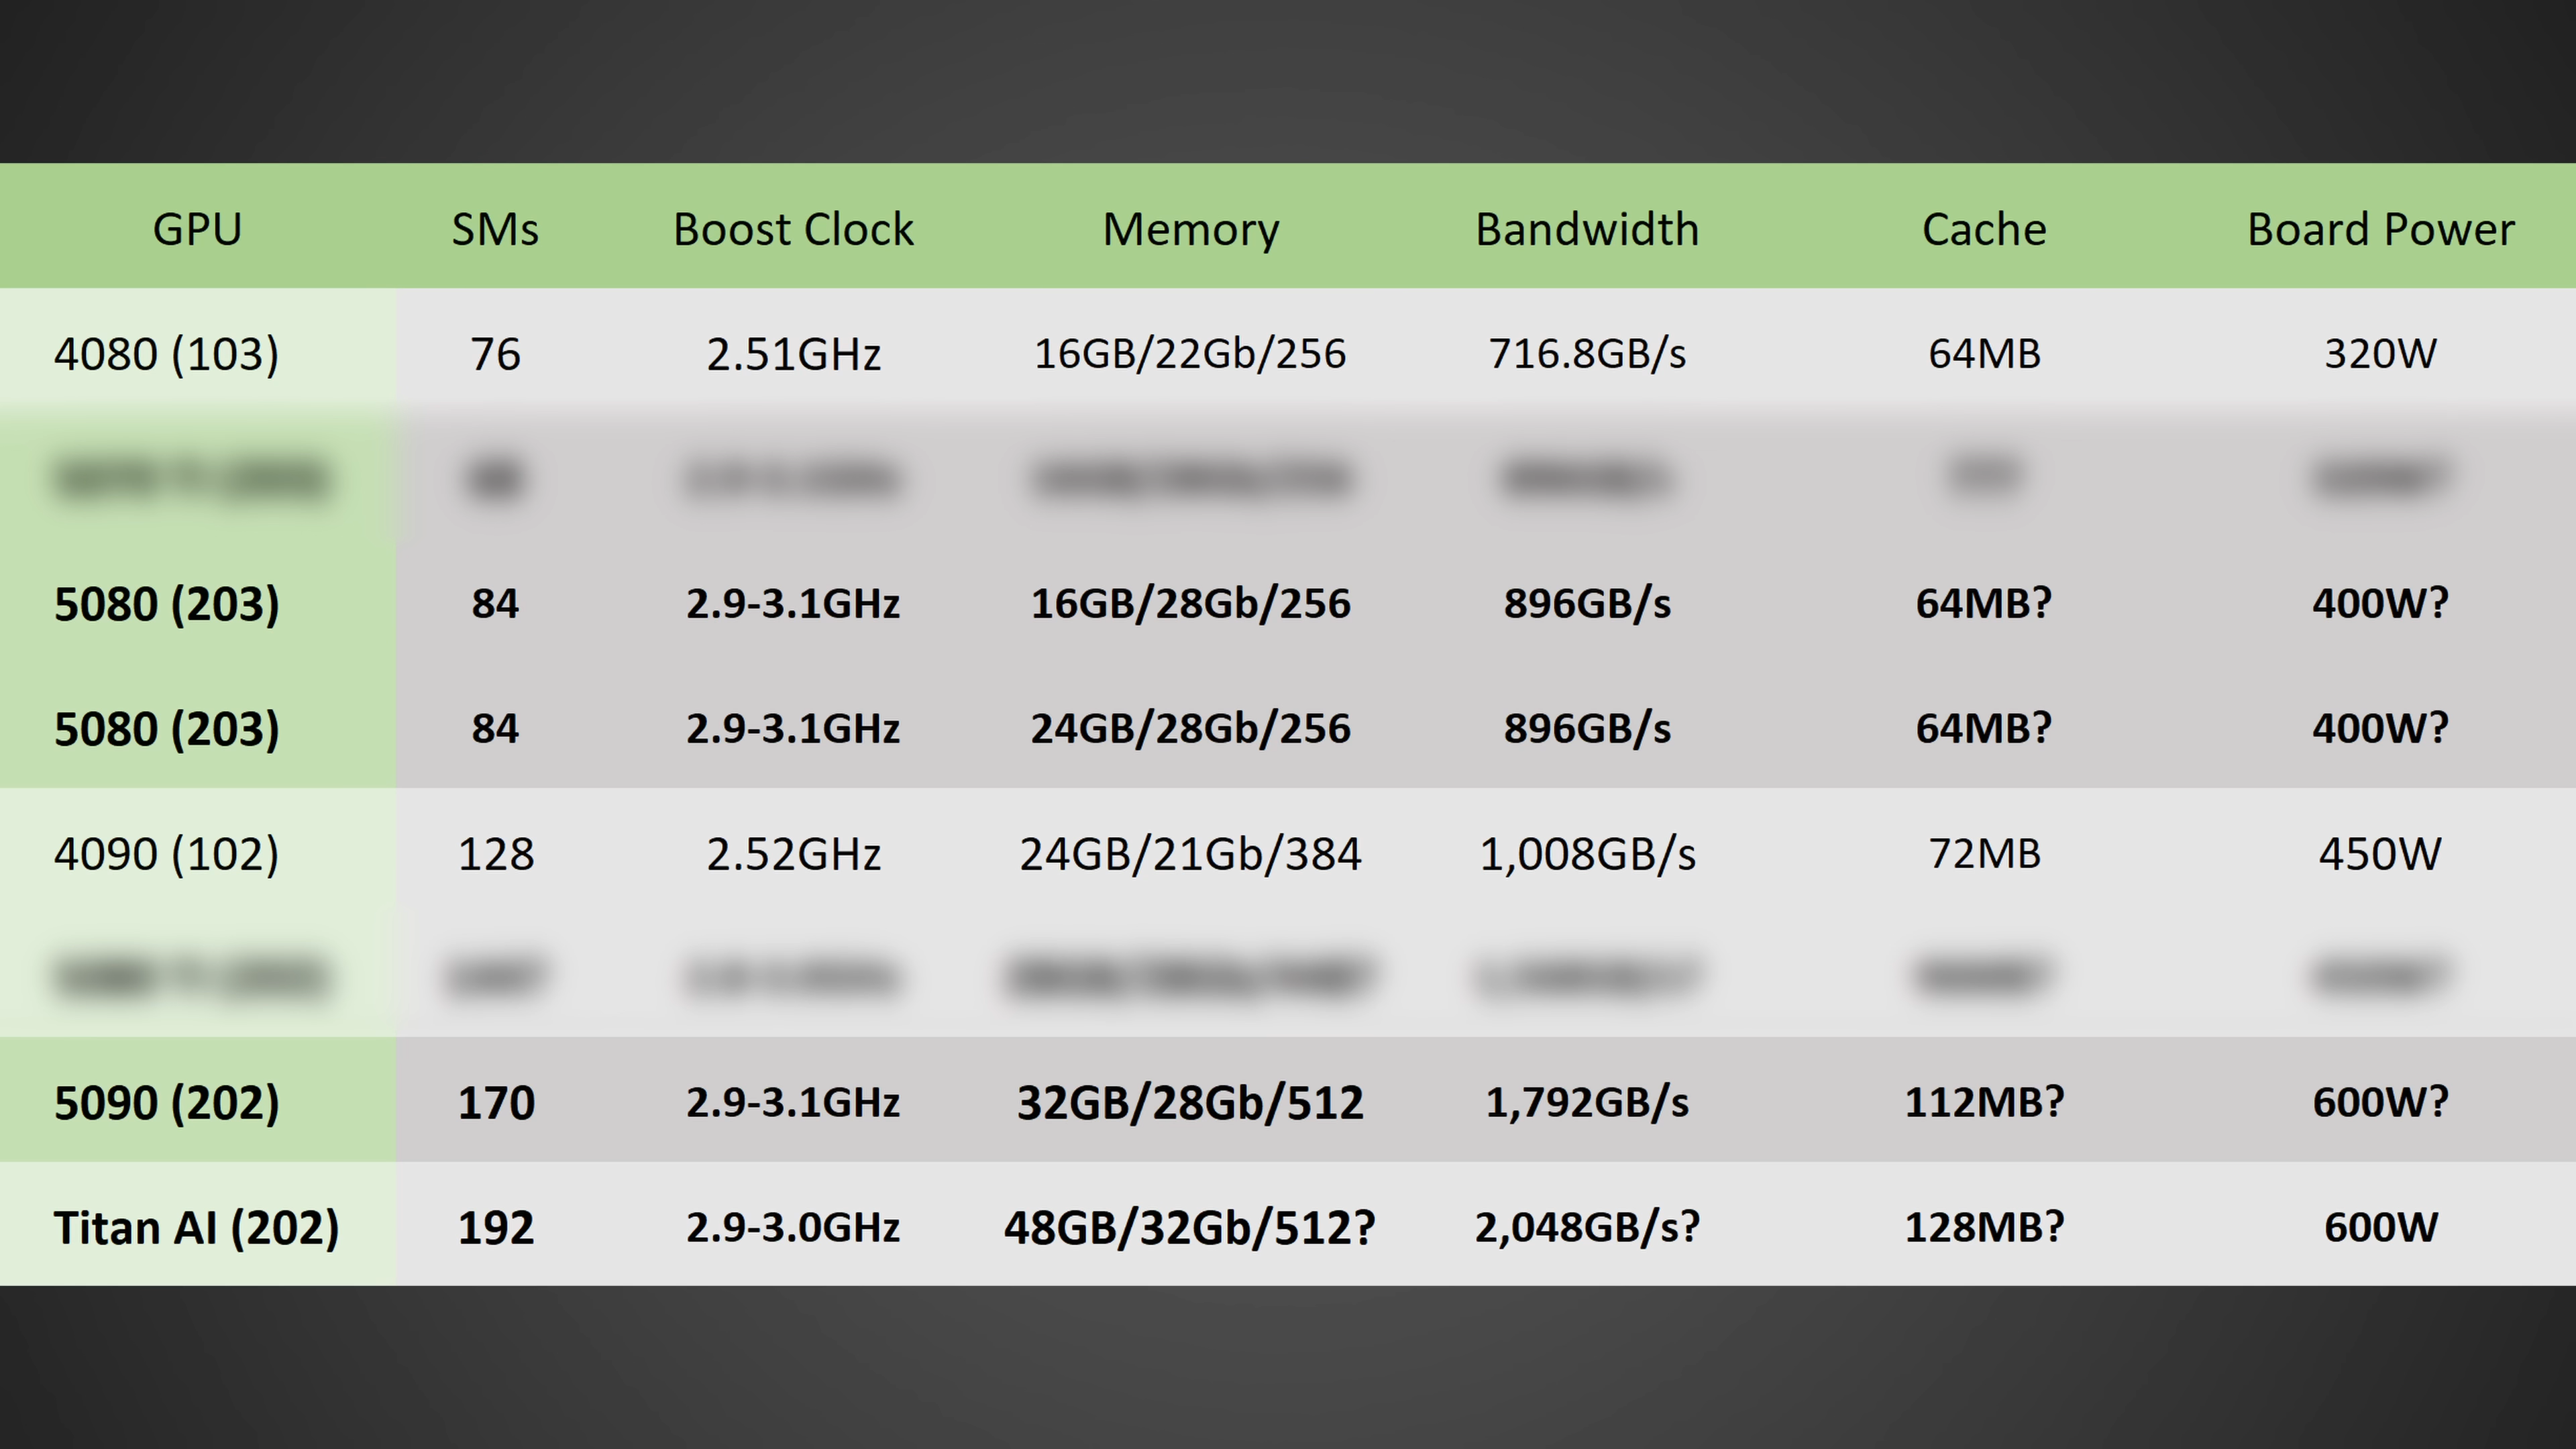 GPU SMs Boost Clock Memory Bandwidth Cache Board Power
4080 (103) 76 2.51GHz 16GB/22Gb/256 716.8GB/s 64MB 320W
5080 (203) 84 2.9-3.1GHz 16GB/28Gb/256 896GB/s 64MB? 400W?
5080 (203) 84 2.9-3.1GHz 24GB/28Gb/256 896GB/s 64MB? 400W?
4090 (102) 128 2.52GHz 24GB/21Gb/384 1,008GB/s 72MB 450W
5090 (202) 170 2.9-3.1GHz 32GB/28Gb/512 1,792GB/s 112MB? 600W?
Titan AI (202) 192 2.9-3.0GHz 48GB/32Gb/512? 2,048GB/s? 128MB? 600W